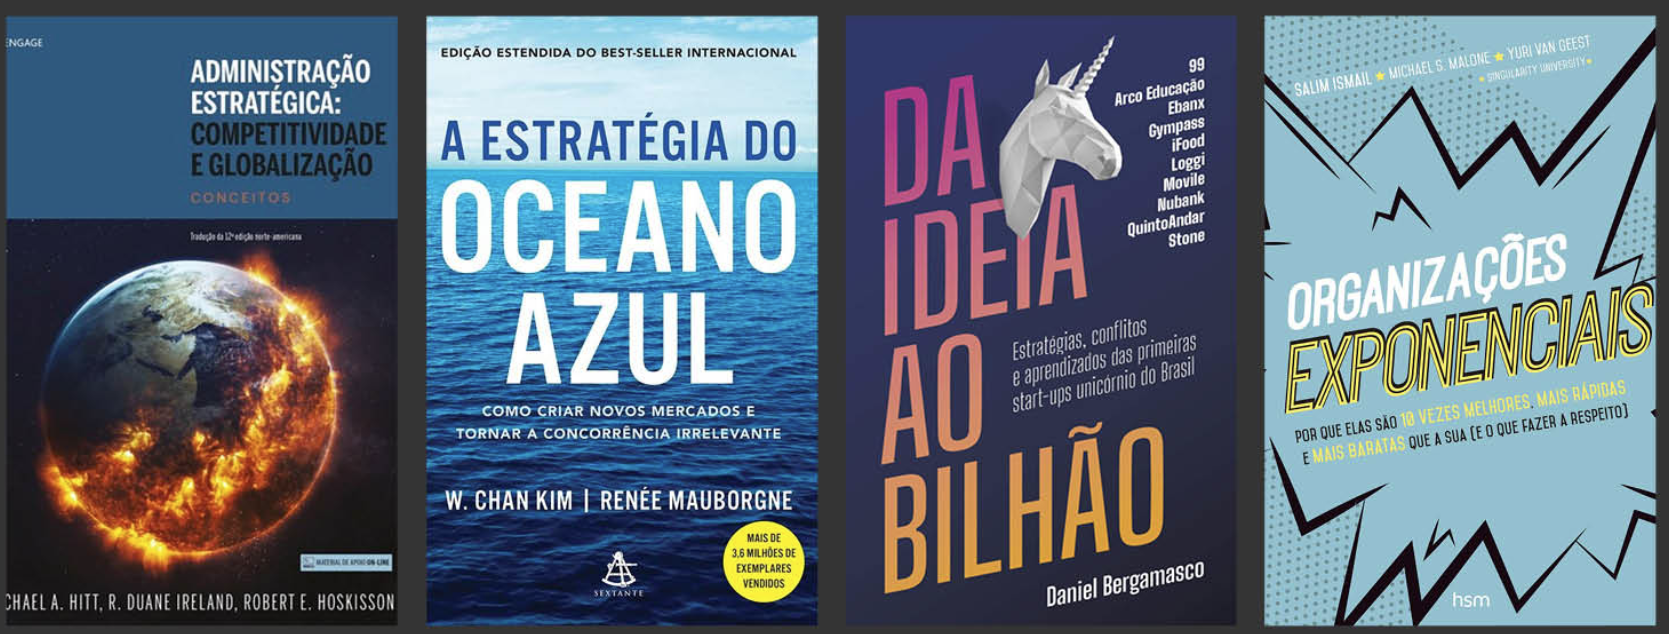 ENGAGE
ADMINISTRAÇÃO
ESTRATÉGICA:
COMPETITIVIDADE
E GLOBALIZAÇÃO
CONCEITOS
Tradução da 12ª edição norte-americana
MATERIAL DE APOIO ON-LINE
CHAEL A. HITT, R. DUANE IRELAND, ROBERT E. HOSKISSON
EDIÇÃO ESTENDIDA DO BEST-SELLER INTERNACIONAL
A ESTRATÉGIA DO
OCEANO
AZUL
COMO CRIAR NOVOS MERCADOS E
TORNAR A CONCORRÊNCIA IRRELEVANTE
W. CHAN KIM | RENÉE MAUBORGNE
MAIS DE
3,6 MILHÕES DE
EXEMPLARES
VENDIDOS
SEXTANTE
DA
IDEIA
AO
BILHÃO
99
Arco Educação
Ebanx
Gympass
iFood
Loggi
Movile
Nubank
QuintoAndar
Stone
Estratégias, conflitos
e aprendizados das primeiras
start-ups unicórnio do Brasil
Daniel Bergamasco
SALIM ISMAIL ★ MICHAEL S. MALONE ★ YURI VAN GEEST
★ SINGULARITY UNIVERSITY ★
ORGANIZAÇÕES
EXPONENCIAIS
POR QUE ELAS SÃO 10 VEZES MELHORES, MAIS RÁPIDAS
E MAIS BARATAS QUE A SUA (E O QUE FAZER A RESPEITO)
hsm